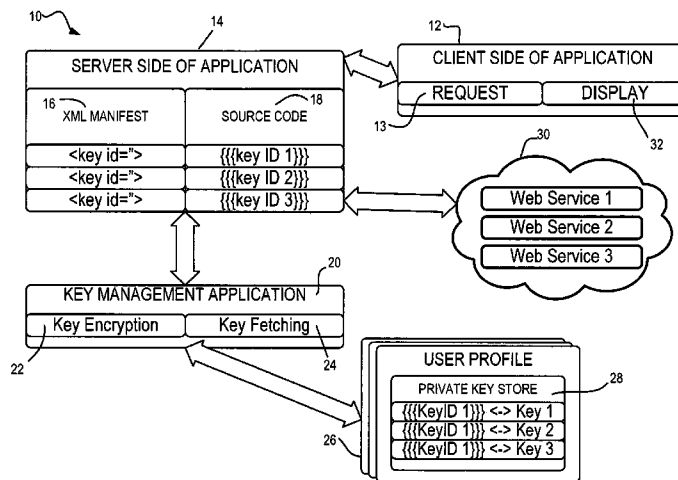 10
14
12
SERVER SIDE OF APPLICATION
CLIENT SIDE OF APPLICATION
16
18
XML MANIFEST
SOURCE CODE
REQUEST
DISPLAY
13
32
<key id=">
{{{key ID 1}}}
<key id=">
{{{key ID 2}}}
<key id=">
{{{key ID 3}}}
30
Web Service 1
Web Service 2
Web Service 3
20
KEY MANAGEMENT APPLICATION
Key Encryption
Key Fetching
22
24
USER PROFILE
PRIVATE KEY STORE
28
{{{KeyID 1}}} <-> Key 1
{{{KeyID 1}}} <-> Key 2
{{{KeyID 1}}} <-> Key 3
26